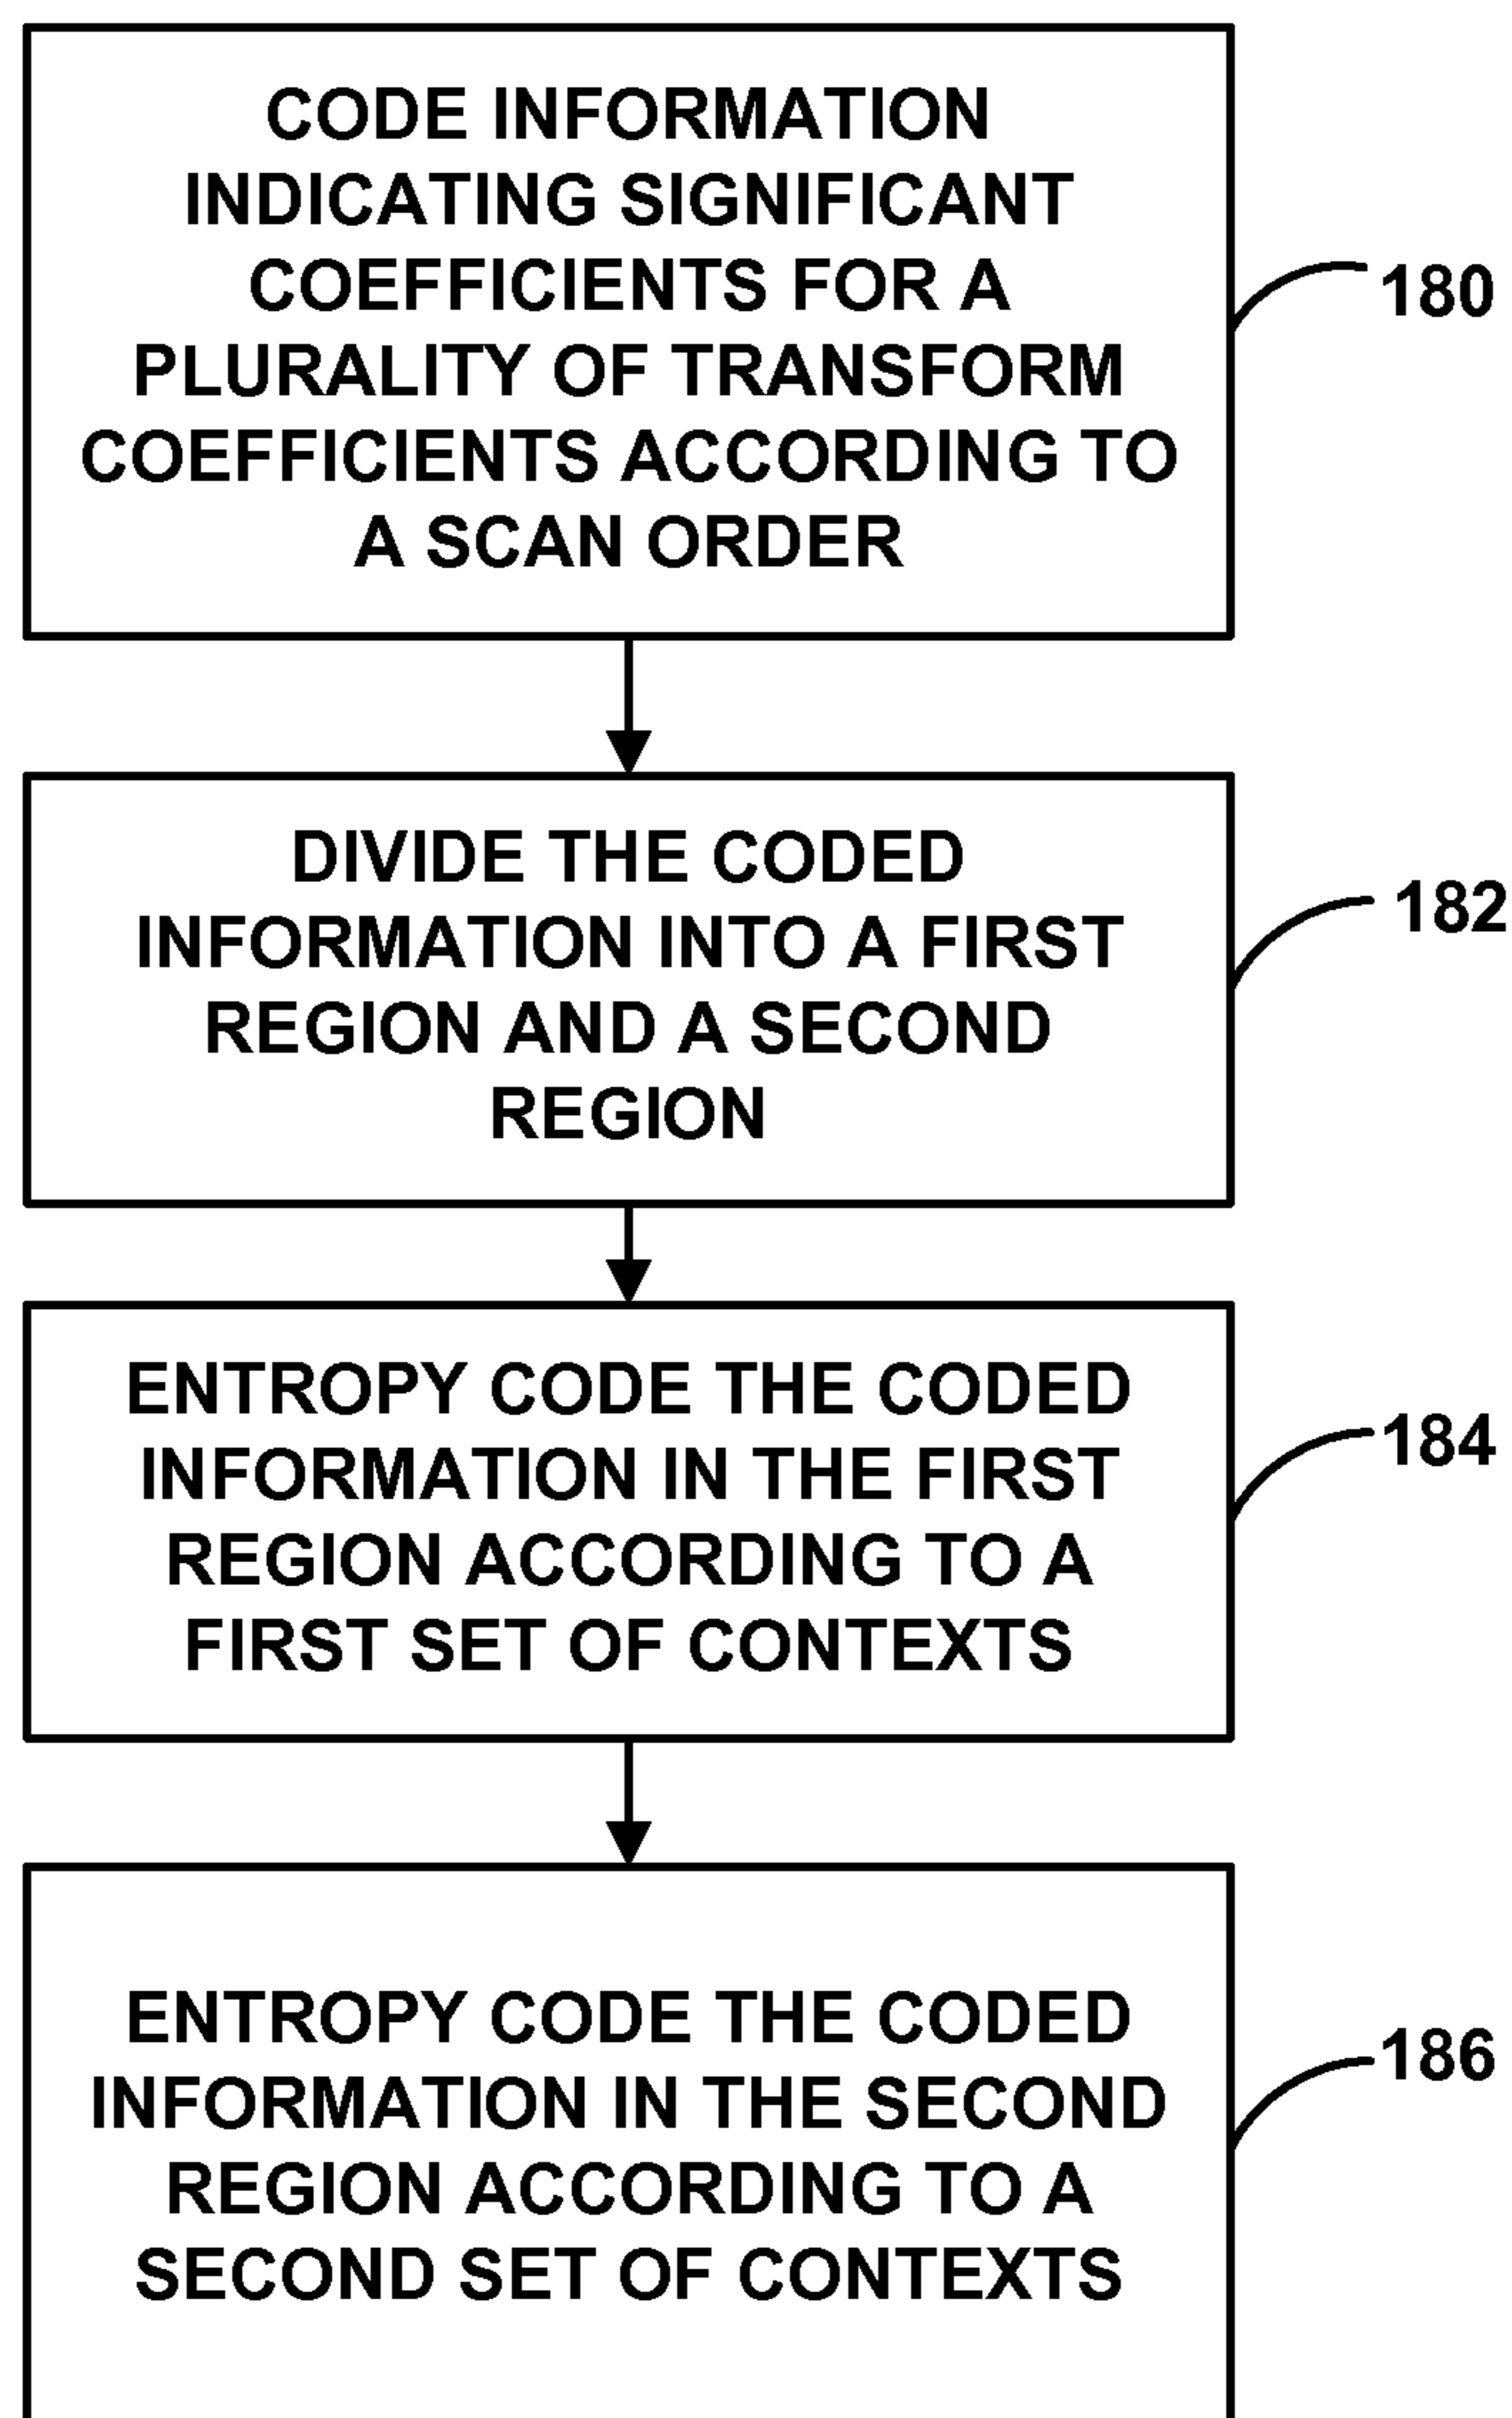 CODE INFORMATION
INDICATING SIGNIFICANT
COEFFICIENTS FOR A
PLURALITY OF TRANSFORM
COEFFICIENTS ACCORDING TO
A SCAN ORDER
180
DIVIDE THE CODED
INFORMATION INTO A FIRST
REGION AND A SECOND
REGION
182
ENTROPY CODE THE CODED
INFORMATION IN THE FIRST
REGION ACCORDING TO A
FIRST SET OF CONTEXTS
184
ENTROPY CODE THE CODED
INFORMATION IN THE SECOND
REGION ACCORDING TO A
SECOND SET OF CONTEXTS
186